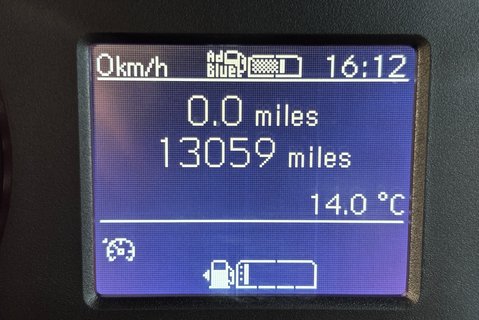 0km/h AdBlue 16:12
0.0 miles
13059 miles
14.0 °C